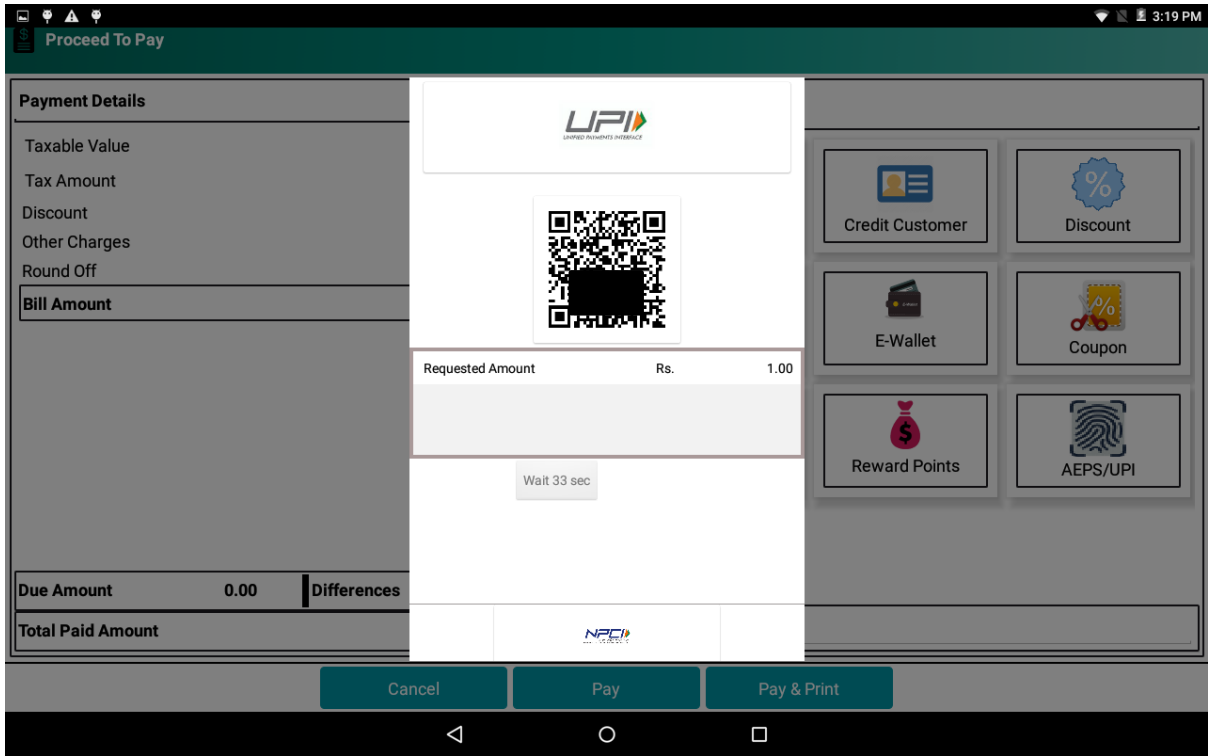 3:19 PM
Proceed To Pay
Payment Details
Taxable Value
Tax Amount
Discount
Other Charges
Round Off
Bill Amount
Due Amount 0.00 Differences
Total Paid Amount
UPI
UNIFIED PAYMENTS INTERFACE
Requested Amount Rs. 1.00
Wait 33 sec
NPCI
Credit Customer
Discount
E-Wallet
Coupon
Reward Points
AEPS/UPI
Cancel
Pay
Pay & Print